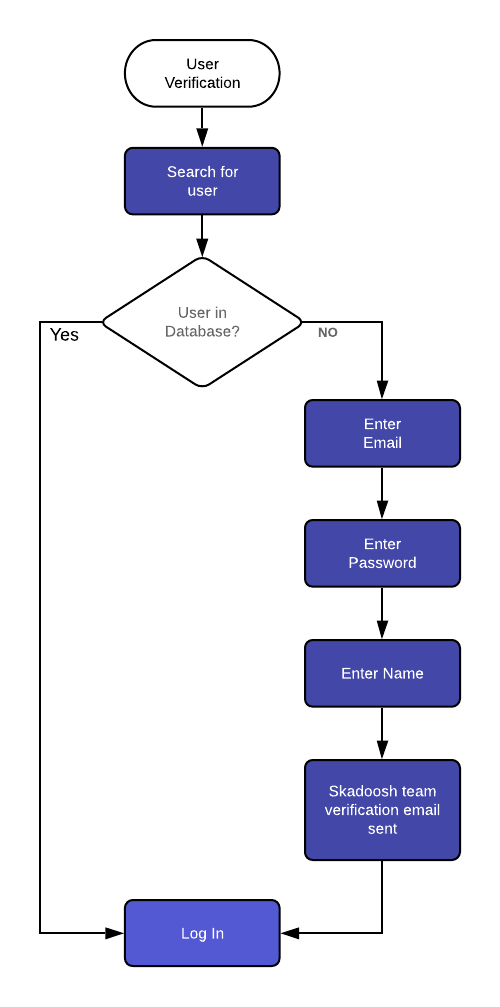 User
Verification
Search for
user
User in
Database?
Yes
NO
Enter
Email
Enter
Password
Enter Name
Skadoosh team
verification email
sent
Log In